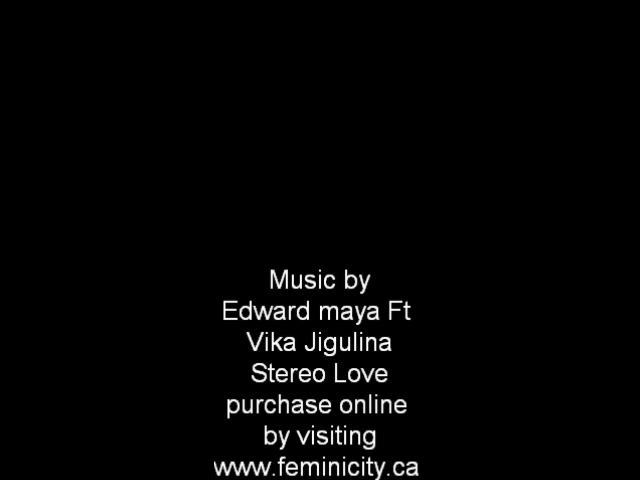 Music by
Edward maya Ft
Vika Jigulina
Stereo Love
purchase online
by visiting
www.feminicity.ca